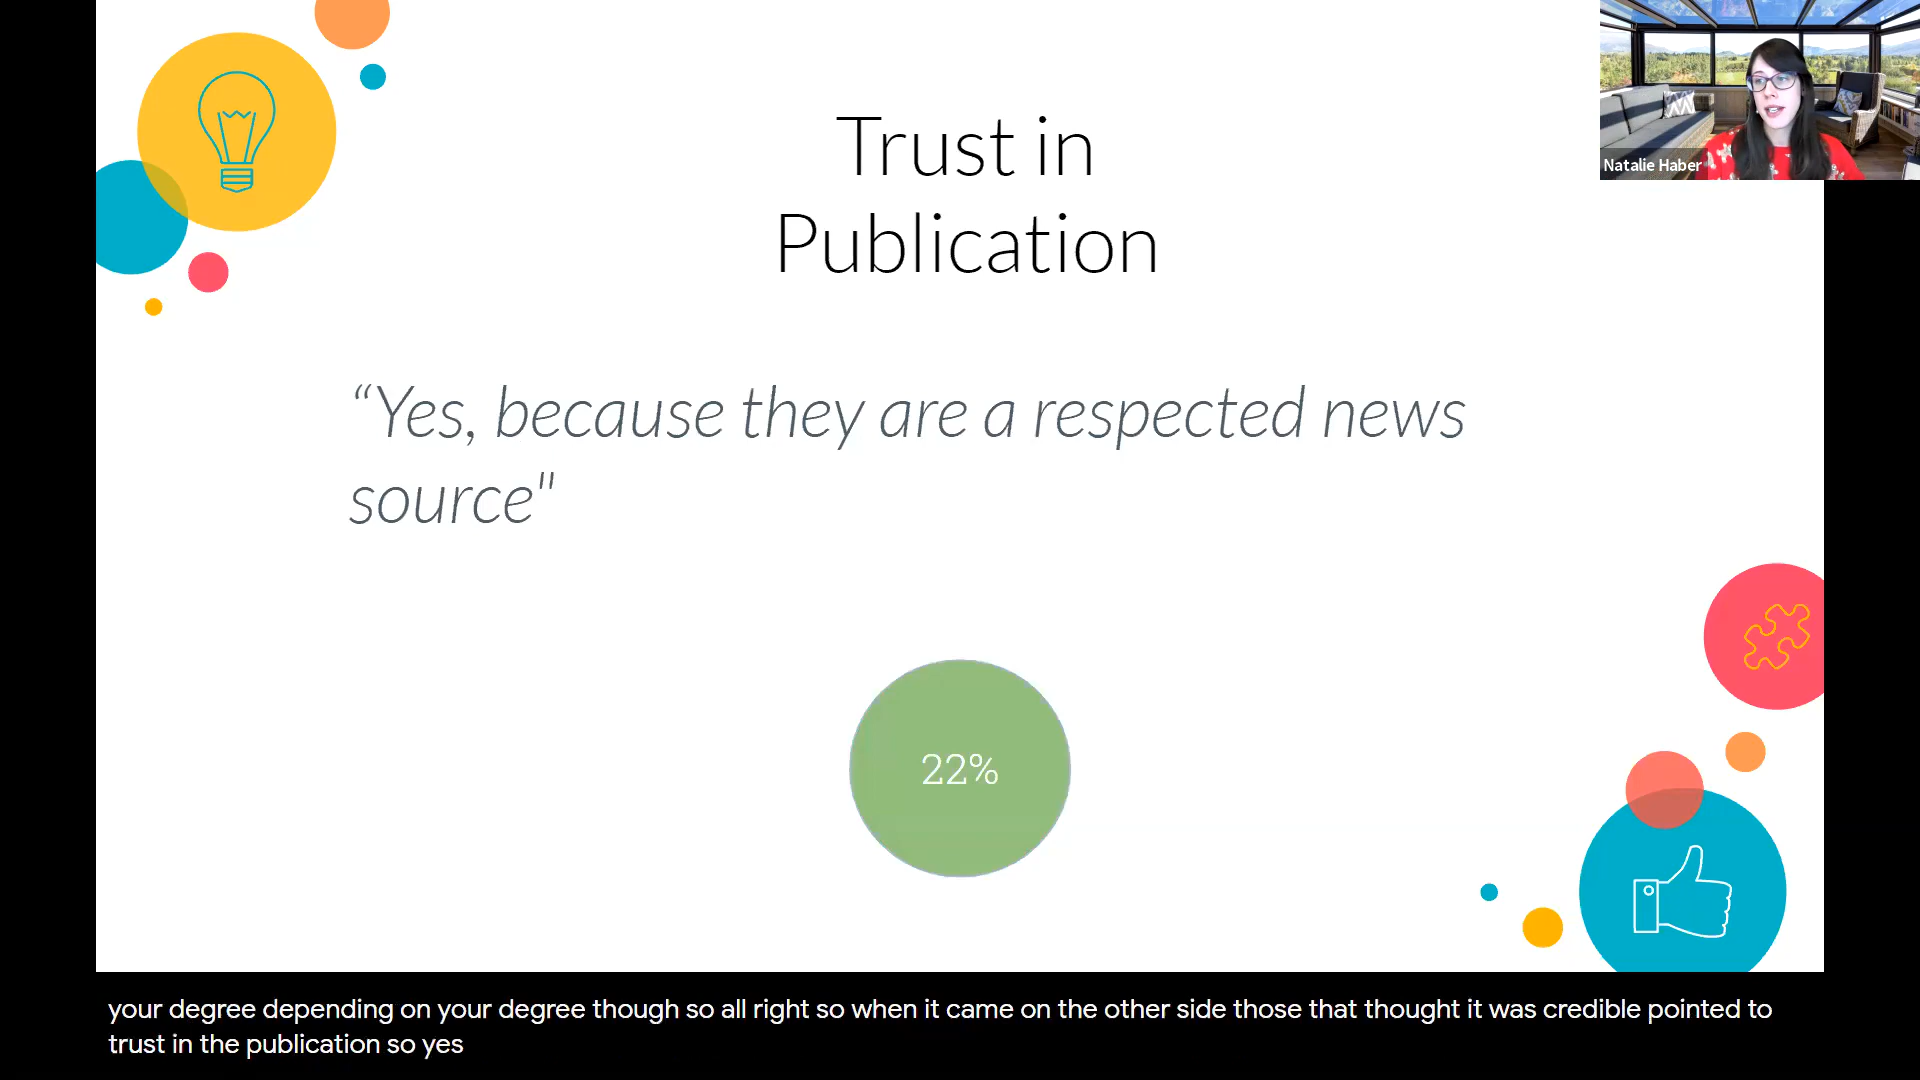 Trust in
Publication
Natalie Haber
“Yes, because they are a respected news
source"
22%
your degree depending on your degree though so all right so when it came on the other side those that thought it was credible pointed to
trust in the publication so yes